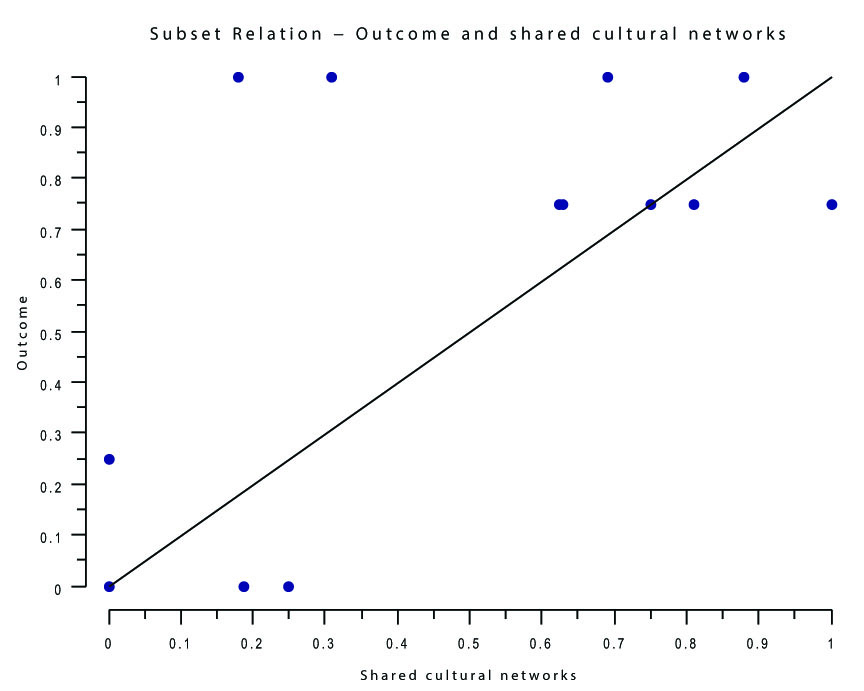 Subset Relation – Outcome and shared cultural networks
1
0.9
0.8
0.7
0.6
0.5
0.4
0.3
0.2
0.1
0
Outcome
0 0.1 0.2 0.3 0.4 0.5 0.6 0.7 0.8 0.9 1
Shared cultural networks